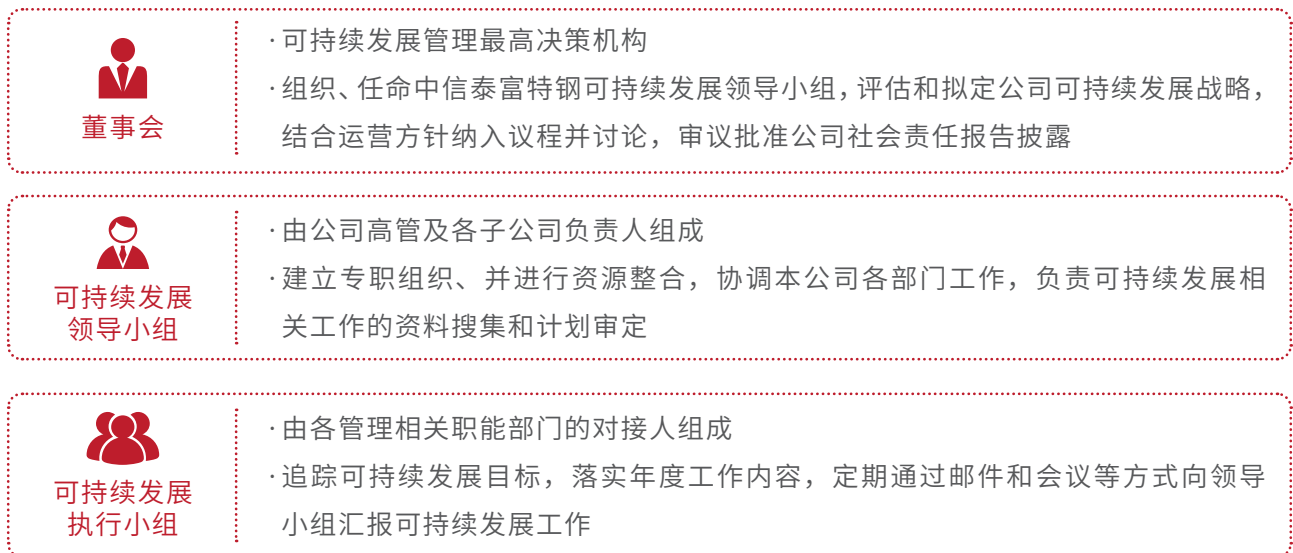 董事会
·可持续发展管理最高决策机构
·组织、任命中信泰富特钢可持续发展领导小组，评估和拟定公司可持续发展战略，
结合运营方针纳入议程并讨论，审议批准公司社会责任报告披露
可持续发展
领导小组
·由公司高管及各子公司负责人组成
·建立专职组织、并进行资源整合，协调本公司各部门工作，负责可持续发展相
关工作的资料搜集和计划审定
可持续发展
执行小组
·由各管理相关职能部门的对接人组成
·追踪可持续发展目标，落实年度工作内容，定期通过邮件和会议等方式向领导
小组汇报可持续发展工作